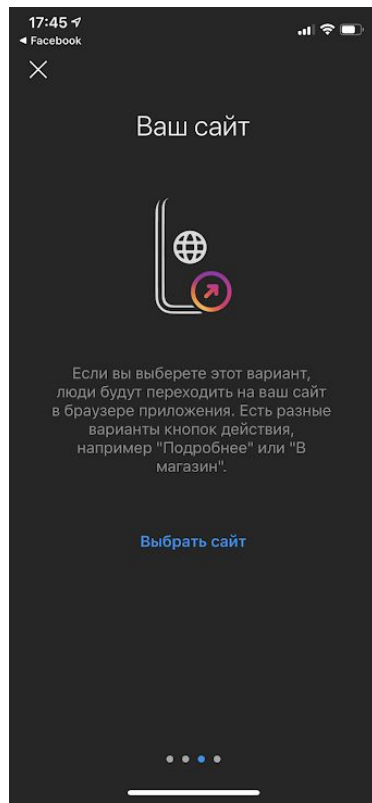 17:45
Facebook
Ваш сайт
Если вы выберете этот вариант,
люди будут переходить на ваш сайт
в браузере приложения. Есть разные
варианты кнопок действия,
например "Подробнее" или "В
магазин".
Выбрать сайт